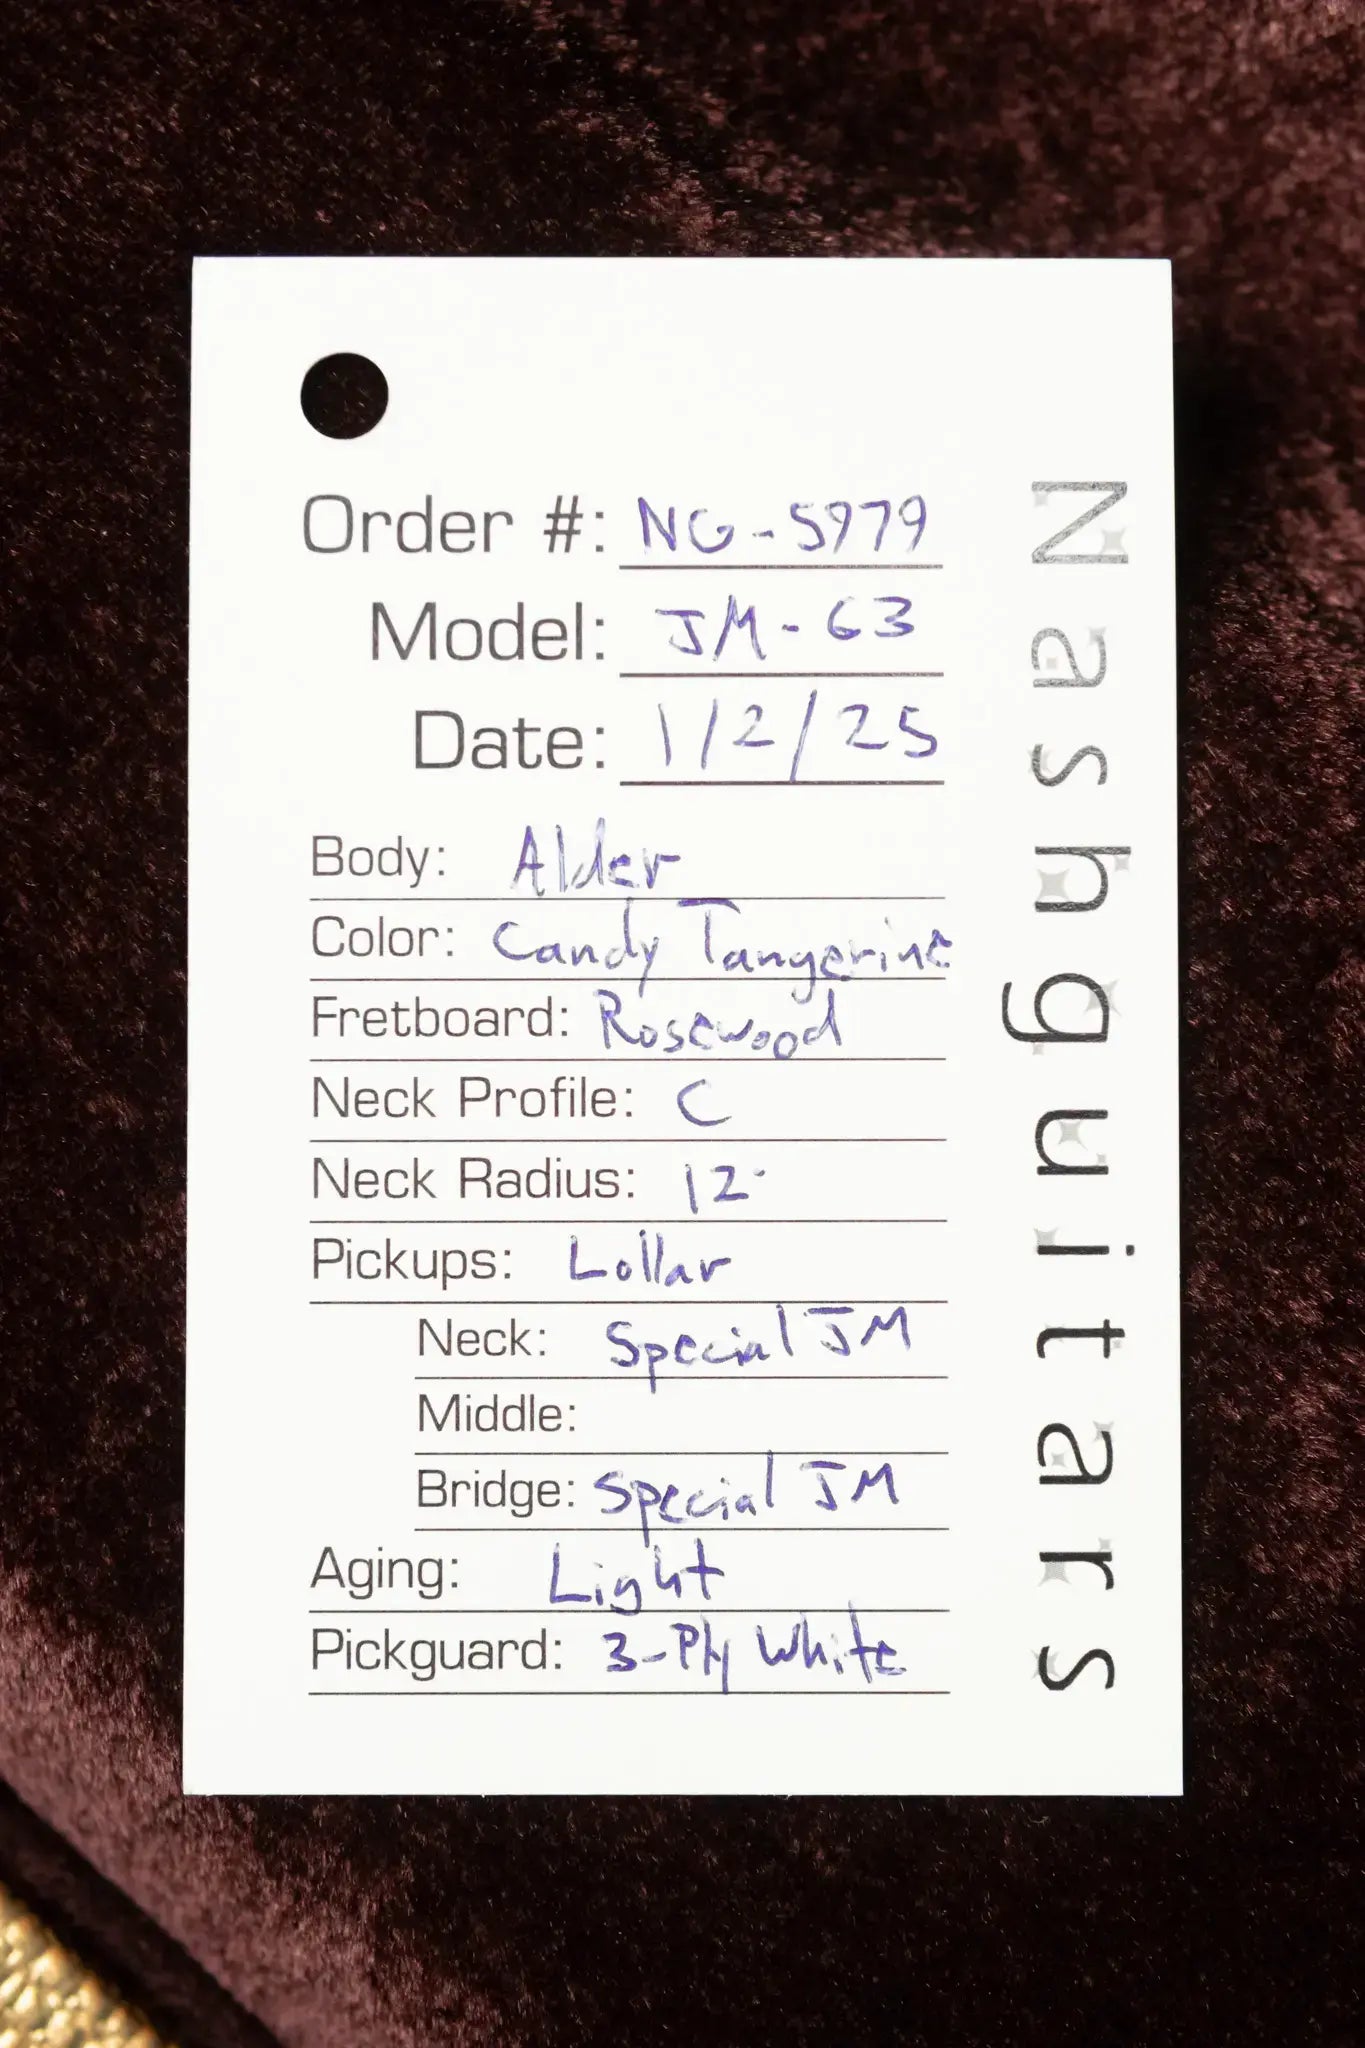 Order #: NG-5979
Model: JM-63
Date: 1/2/25
Body: Alder
Color: Candy Tangerine
Fretboard: Rosewood
Neck Profile: C
Neck Radius: 12"
Pickups: Lollar
Neck: Special JM
Middle:
Bridge: Special JM
Aging: Light
Pickguard: 3-Ply White
Nashguitars